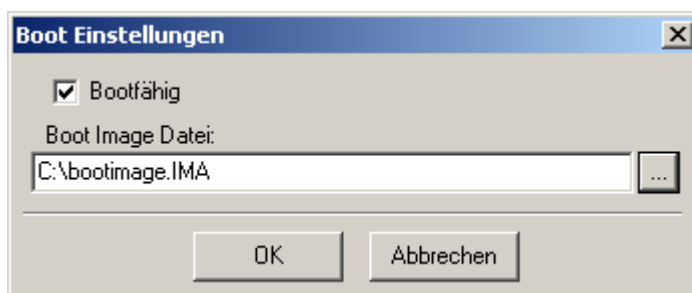 Boot Einstellungen
Bootfähig
Boot Image Datei:
C:\bootimage.IMA
...
OK
Abbrechen